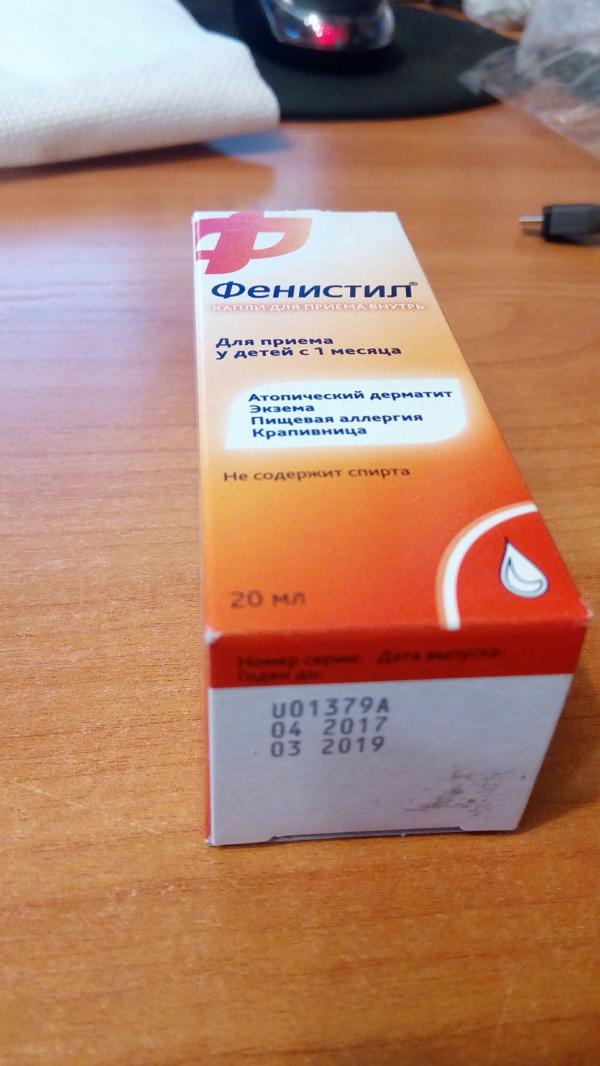 Фенистил®
КАПЛИ ДЛЯ ПРИЕМА ВНУТРЬ
Для приема
у детей с 1 месяца
Атопический дерматит
Экзема
Пищевая аллергия
Крапивница
Не содержит спирта
20 мл
Номер серии: Дата выпуска:
Годен до:
U01379A
04 2017
03 2019